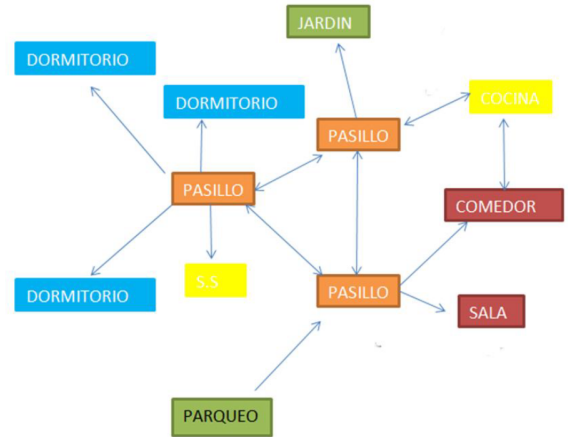 JARDIN
DORMITORIO
DORMITORIO
COCINA
PASILLO
PASILLO
COMEDOR
S.S
DORMITORIO
PASILLO
SALA
PARQUEO